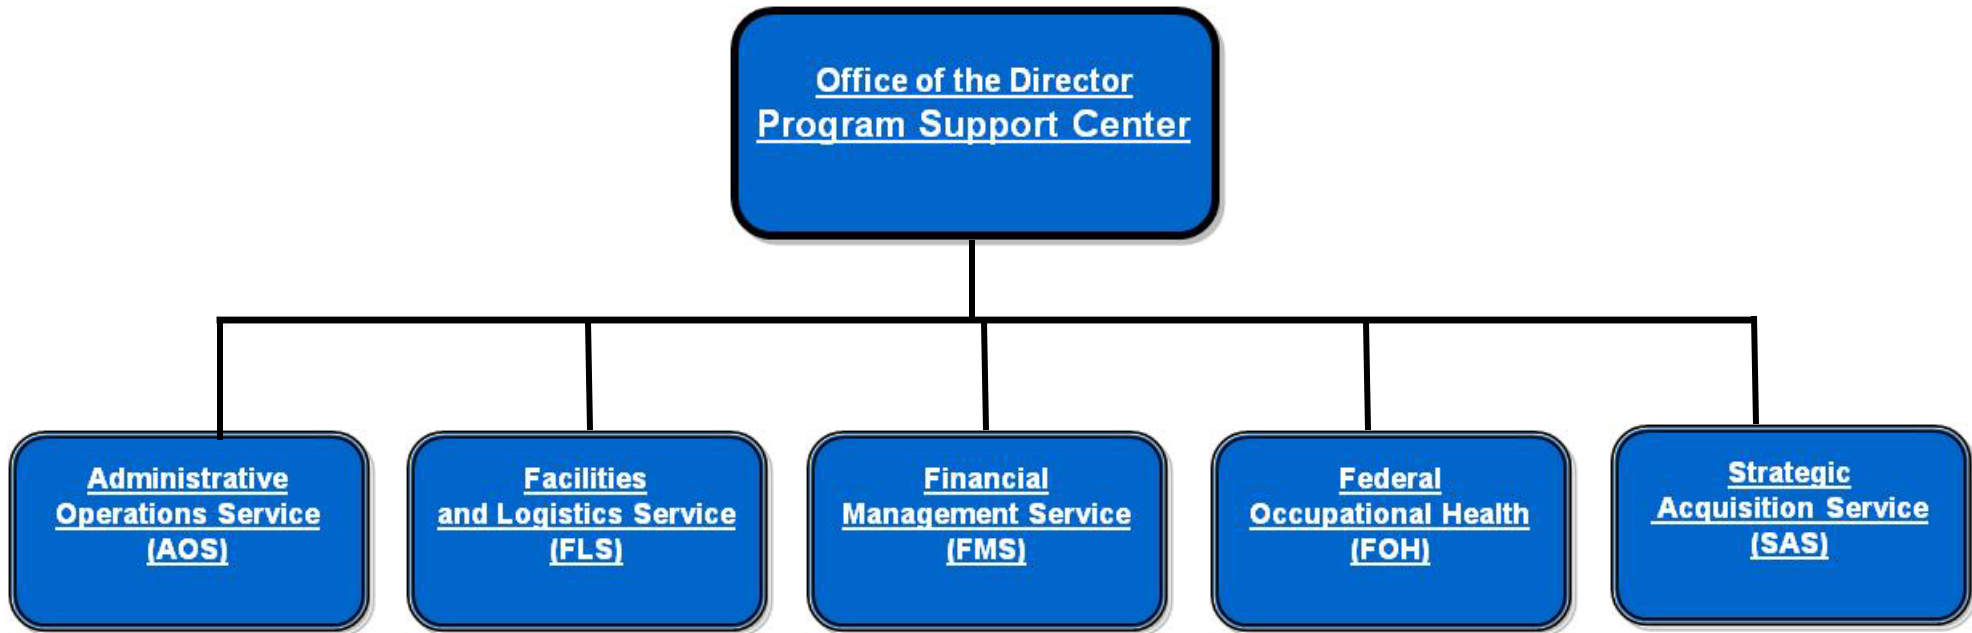 Office of the Director
Program Support Center
Administrative
Operations Service
(AOS)
Facilities
and Logistics Service
(FLS)
Financial
Management Service
(FMS)
Federal
Occupational Health
(FOH)
Strategic
Acquisition Service
(SAS)